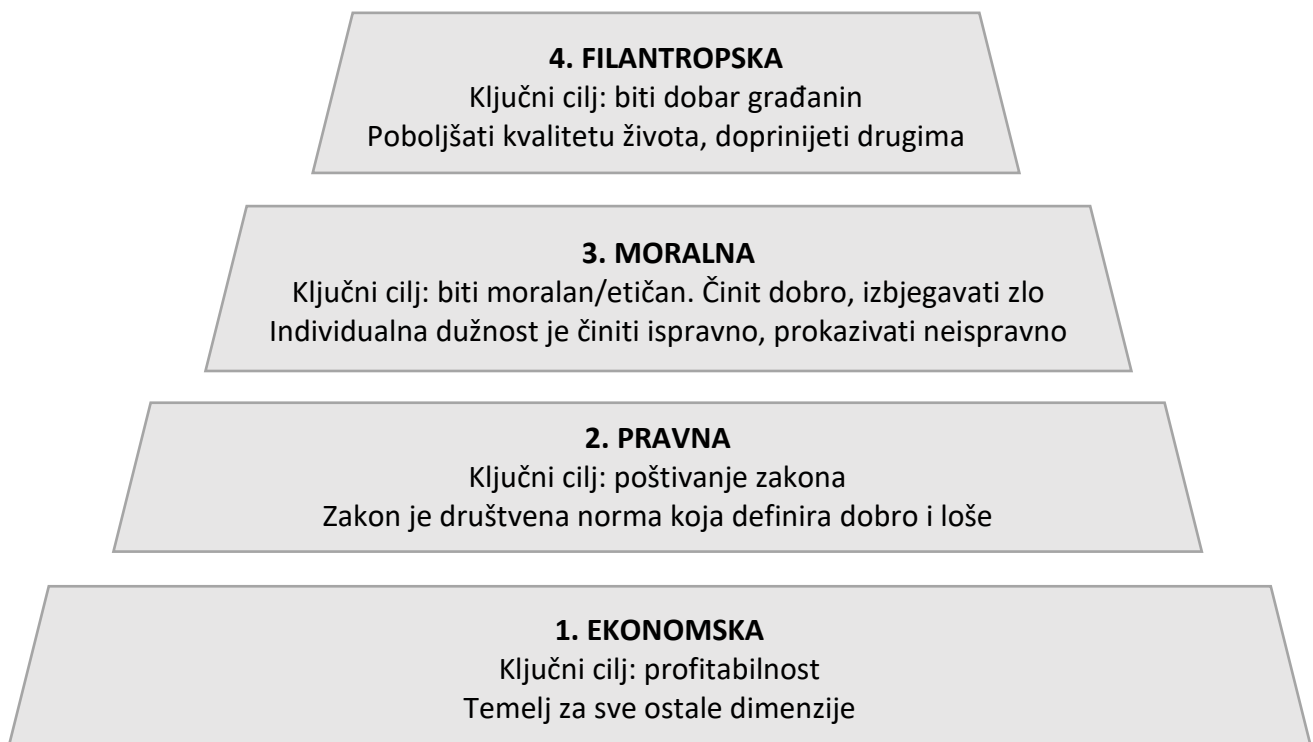 4. FILANTROPSKA
Ključni cilj: biti dobar građanin
Poboljšati kvalitetu života, doprinijeti drugima
3. MORALNA
Ključni cilj: biti moralan/etičan. Činit dobro, izbjegavati zlo
Individualna dužnost je činiti ispravno, prokazivati neispravno
2. PRAVNA
Ključni cilj: poštivanje zakona
Zakon je društvena norma koja definira dobro i loše
1. EKONOMSKA
Ključni cilj: profitabilnost
Temelj za sve ostale dimenzije